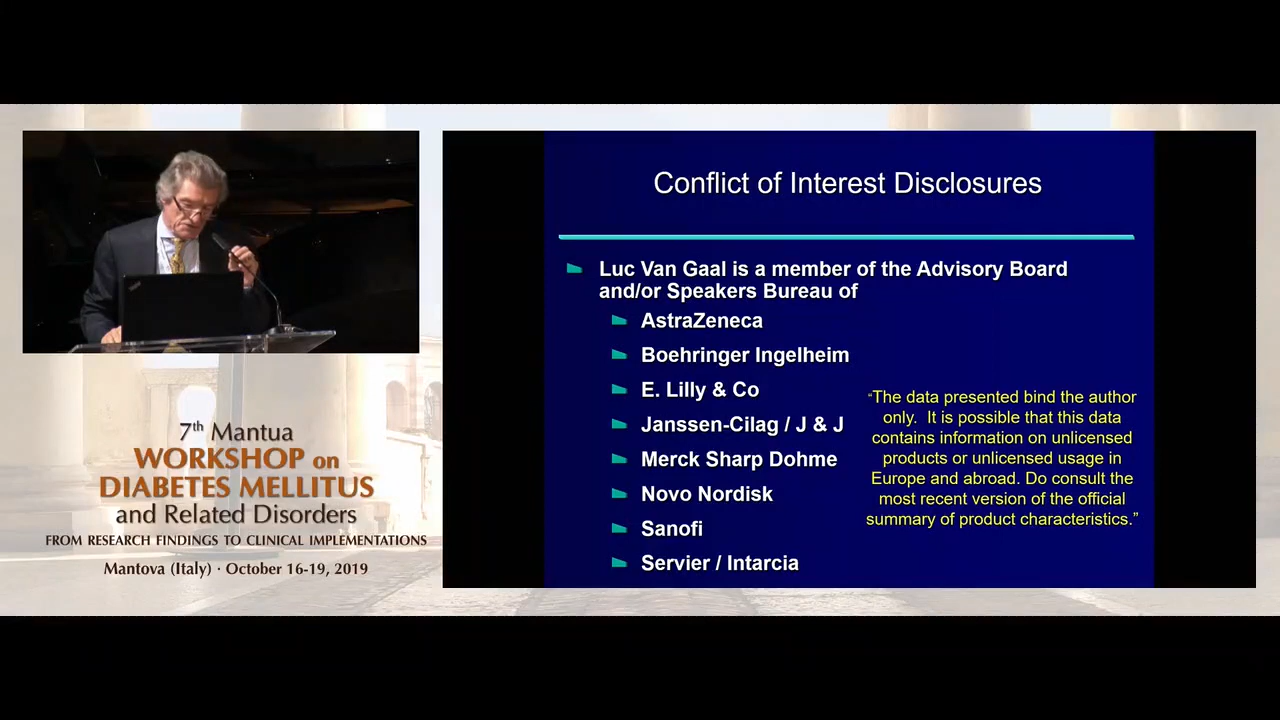 7th Mantua
WORKSHOP on
DIABETES MELLITUS
and Related Disorders
FROM RESEARCH FINDINGS TO CLINICAL IMPLEMENTATIONS
Mantova (Italy) · October 16-19, 2019
Conflict of Interest Disclosures
Luc Van Gaal is a member of the Advisory Board
and/or Speakers Bureau of
AstraZeneca
Boehringer Ingelheim
E. Lilly & Co
Janssen-Cilag / J & J
Merck Sharp Dohme
Novo Nordisk
Sanofi
Servier / Intarcia
“The data presented bind the author
only. It is possible that this data
contains information on unlicensed
products or unlicensed usage in
Europe and abroad. Do consult the
most recent version of the official
summary of product characteristics.”